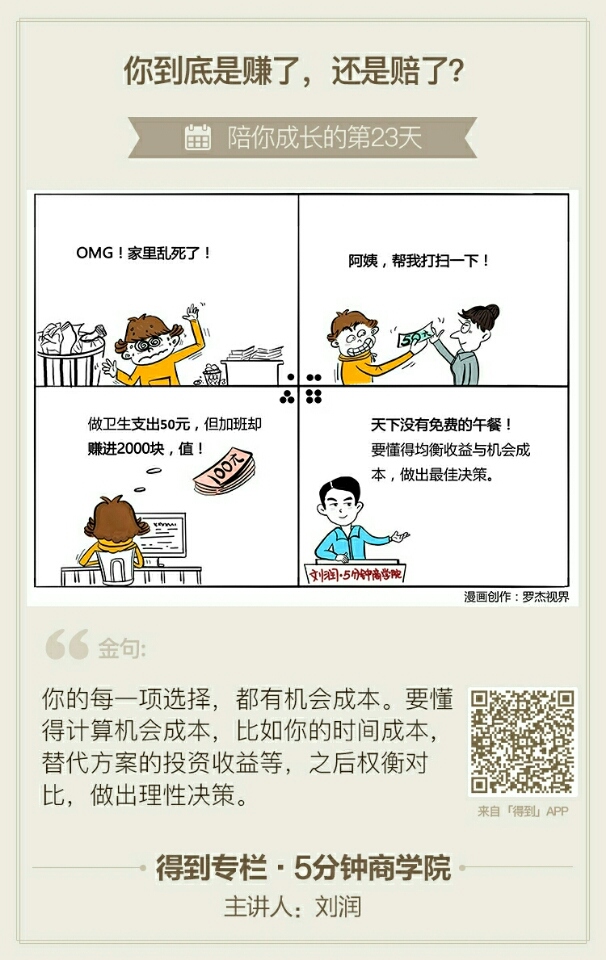 你到底是赚了，还是赔了？
陪你成长的第23天
OMG！家里乱死了！
阿姨，帮我打扫一下！
50元
做卫生支出50元，但加班却
赚进2000块，值！
100元
天下没有免费的午餐！
要懂得均衡收益与机会成
本，做出最佳决策。
刘润·5分钟商学院
漫画创作：罗杰视界
金句:
你的每一项选择，都有机会成本。要懂
得计算机会成本，比如你的时间成本，
替代方案的投资收益等，之后权衡对
比，做出理性决策。
来自「得到」APP
得到专栏·5分钟商学院
主讲人：刘润